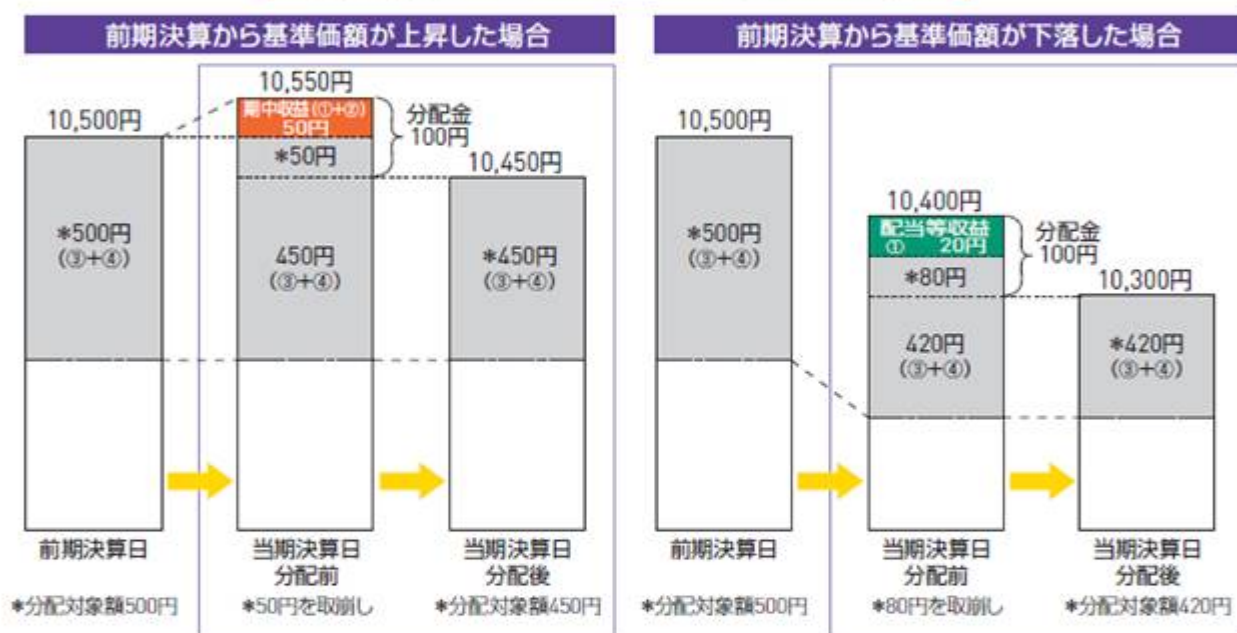 前期決算から基準価額が上昇した場合
10,550円
10,500円
期中収益(①+②)
50円
分配金
100円
*50円
10,450円
*500円
(③+④)
450円
(③+④)
*450円
(③+④)
前期決算日
当期決算日
分配前
当期決算日
分配後
*分配対象額500円
*50円を取崩し
*分配対象額450円
前期決算から基準価額が下落した場合
10,500円
10,400円
配当等収益
① 20円
分配金
100円
*80円
10,300円
*500円
(③+④)
420円
(③+④)
*420円
(③+④)
前期決算日
当期決算日
分配前
当期決算日
分配後
*分配対象額500円
*80円を取崩し
*分配対象額420円